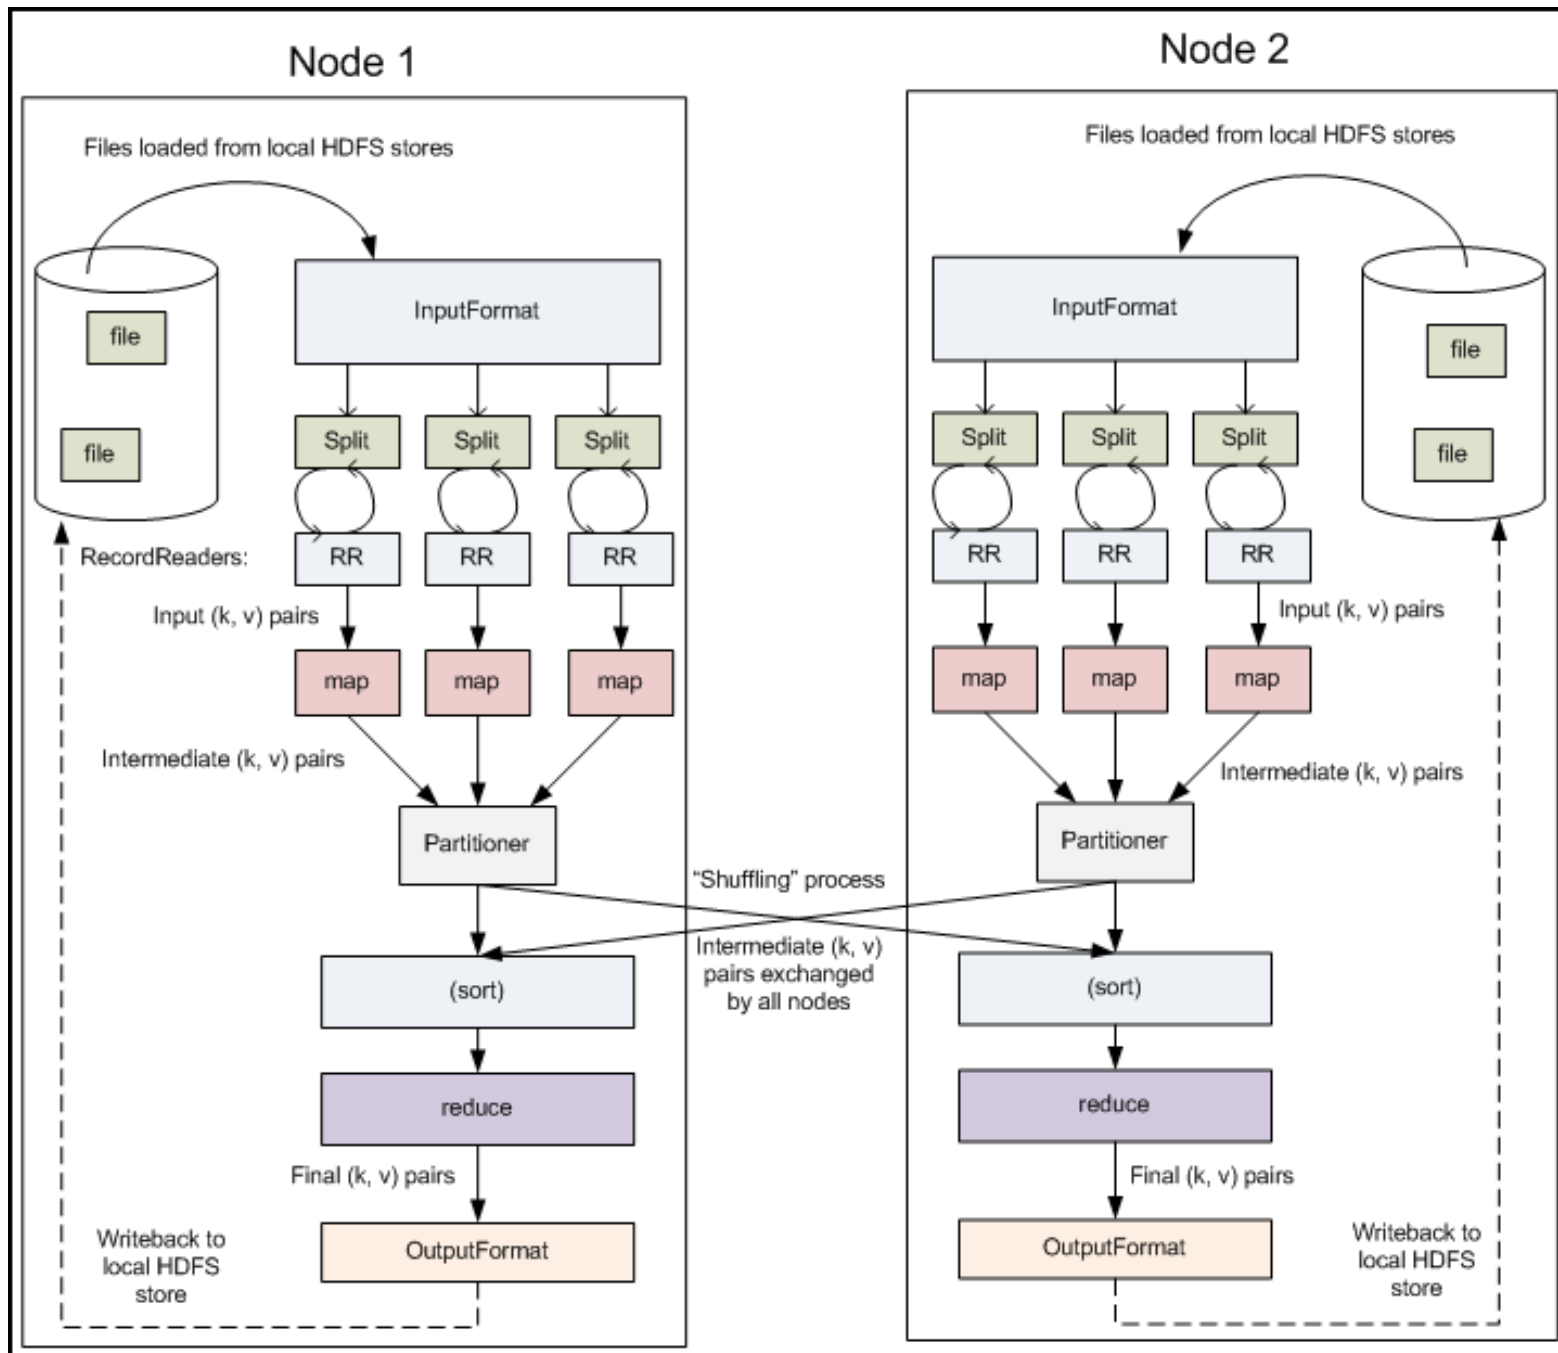 Node 1
Files loaded from local HDFS stores
InputFormat
file
file
Split
Split
Split
RecordReaders:
RR
RR
RR
Input (k, v) pairs
map
map
map
Intermediate (k, v) pairs
Partitioner
(sort)
reduce
Final (k, v) pairs
OutputFormat
Writeback to
local HDFS
store
"Shuffling" process
Intermediate (k, v)
pairs exchanged
by all nodes
Node 2
Files loaded from local HDFS stores
InputFormat
file
file
Split
Split
Split
RR
RR
RR
Input (k, v) pairs
map
map
map
Intermediate (k, v) pairs
Partitioner
(sort)
reduce
Final (k, v) pairs
OutputFormat
Writeback to
local HDFS
store